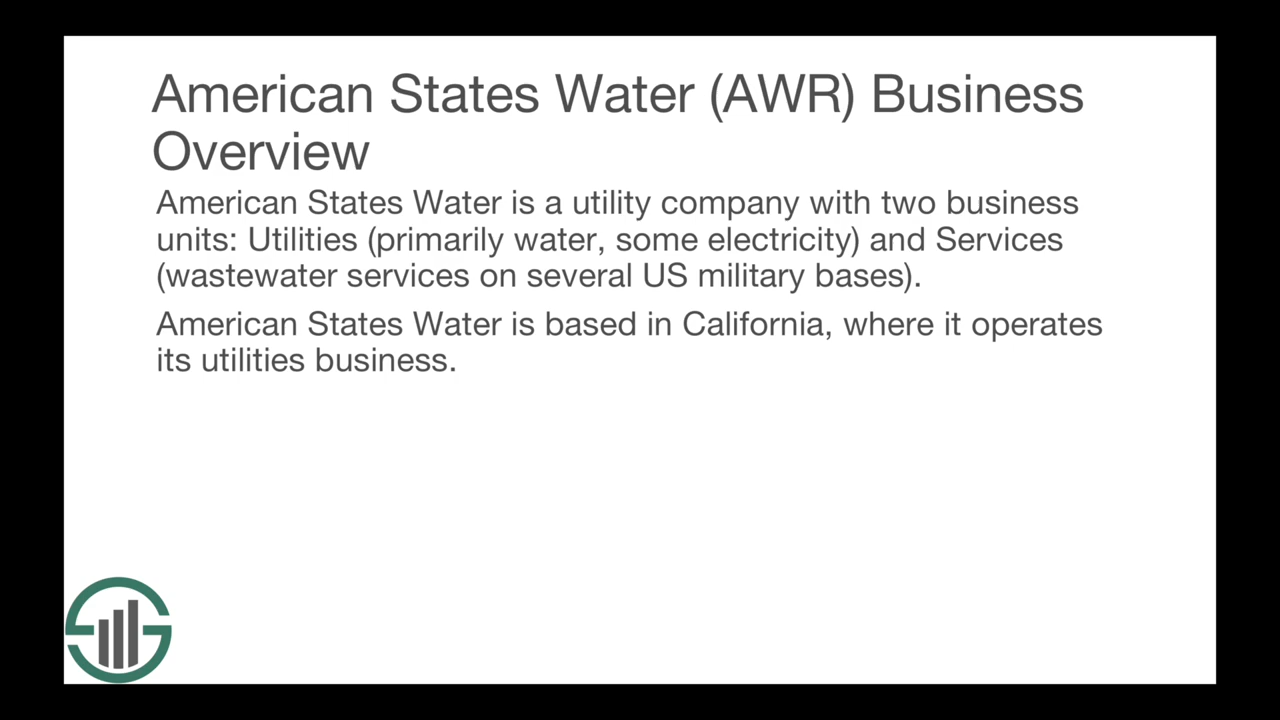 American States Water (AWR) Business
Overview
American States Water is a utility company with two business
units: Utilities (primarily water, some electricity) and Services
(wastewater services on several US military bases).
American States Water is based in California, where it operates
its utilities business.